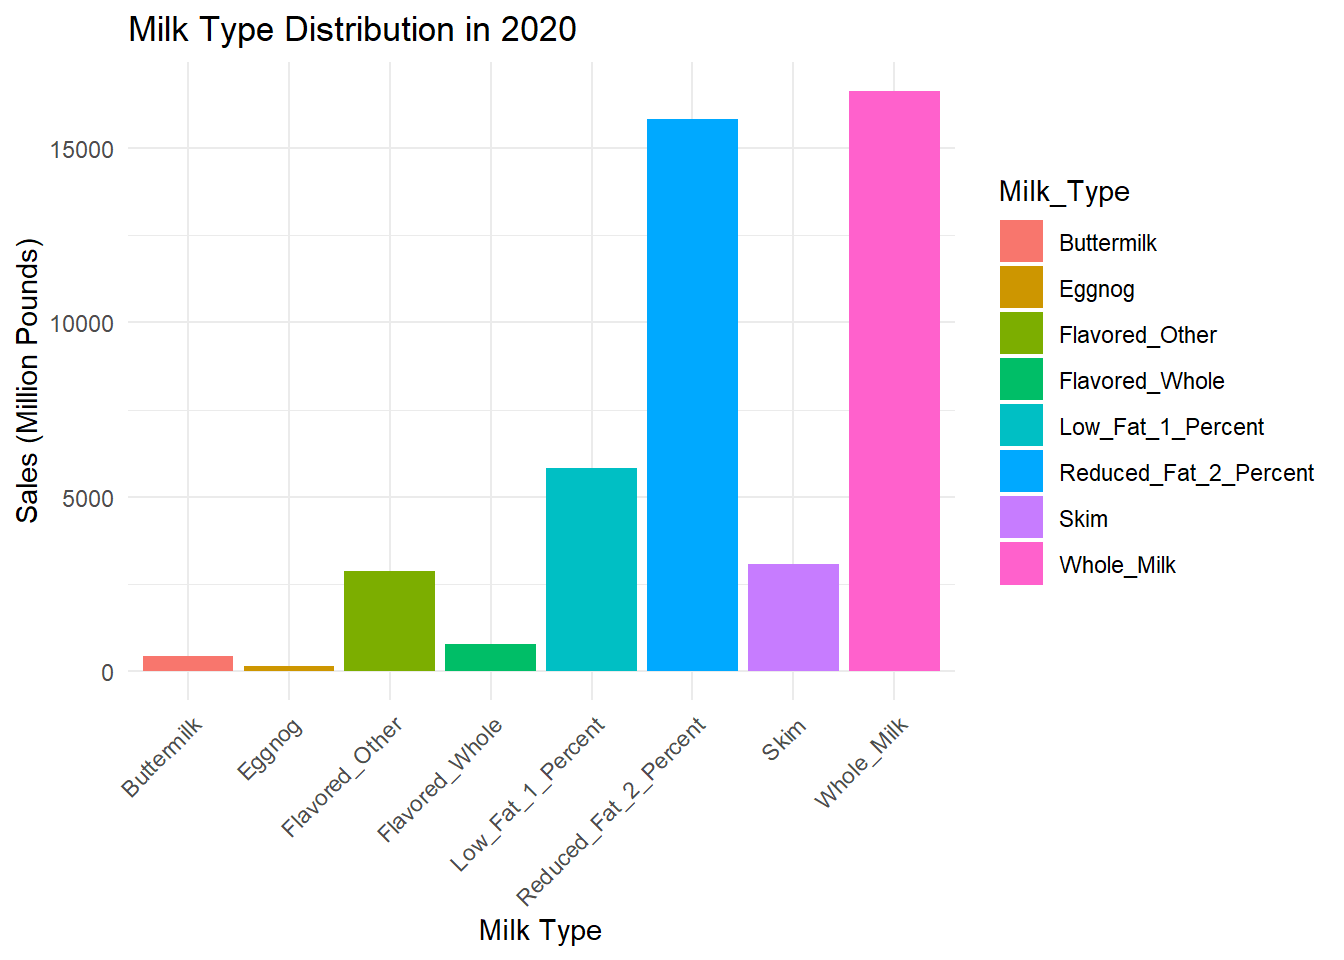 Milk Type Distribution in 2020
Sales (Million Pounds)
15000
10000
5000
0
Buttermilk
Eggnog
Flavored_Other
Flavored_Whole
Low_Fat_1_Percent
Reduced_Fat_2_Percent
Skim
Whole_Milk
Milk Type
Milk_Type
Buttermilk
Eggnog
Flavored_Other
Flavored_Whole
Low_Fat_1_Percent
Reduced_Fat_2_Percent
Skim
Whole_Milk